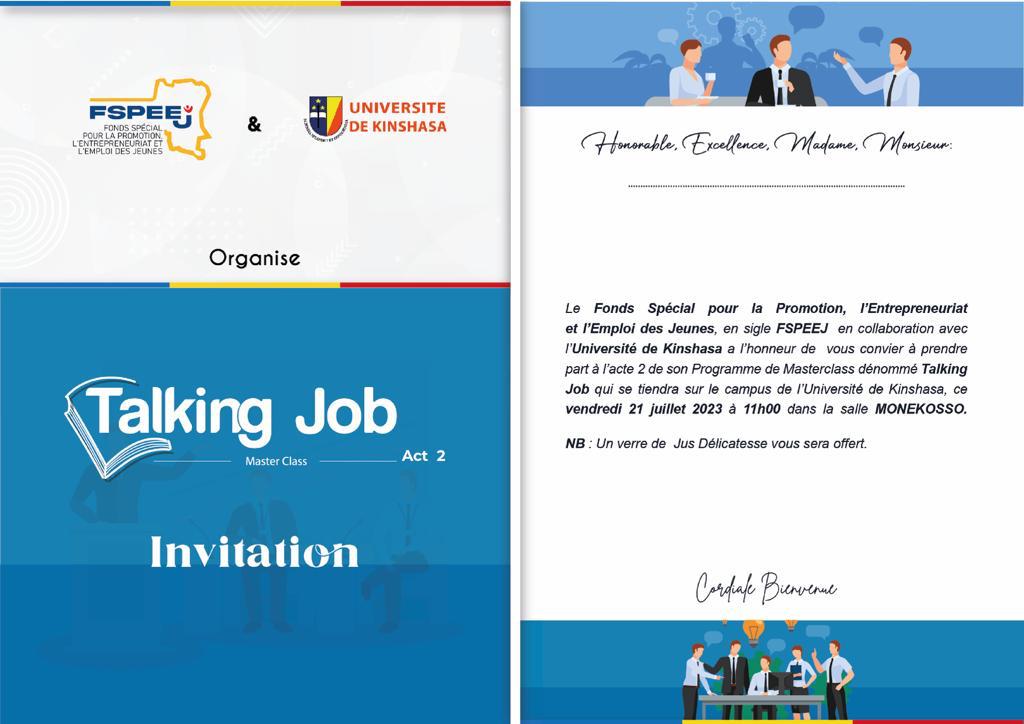 FSPEEJ
FONDS SPÉCIAL
POUR LA PROMOTION,
L'ENTREPRENEURIAT ET
L'EMPLOI DES JEUNES
&
UNIVERSITE
DE KINSHASA
Organise
Talking Job
Master Class
Act 2
Invitation
Honorable, Excellence, Madame, Monsieur:
Le Fonds Spécial pour la Promotion, l'Entrepreneuriat
et l'Emploi des Jeunes, en sigle FSPEEJ en collaboration avec
l'Université de Kinshasa a l'honneur de vous convier à prendre
part à l'acte 2 de son Programme de Masterclass dénommé Talking
Job qui se tiendra sur le campus de l'Université de Kinshasa, ce
vendredi 21 juillet 2023 à 11h00 dans la salle MONEKOSSO.
NB : Un verre de Jus Délicatesse vous sera offert.
Cordiale Bienvenue